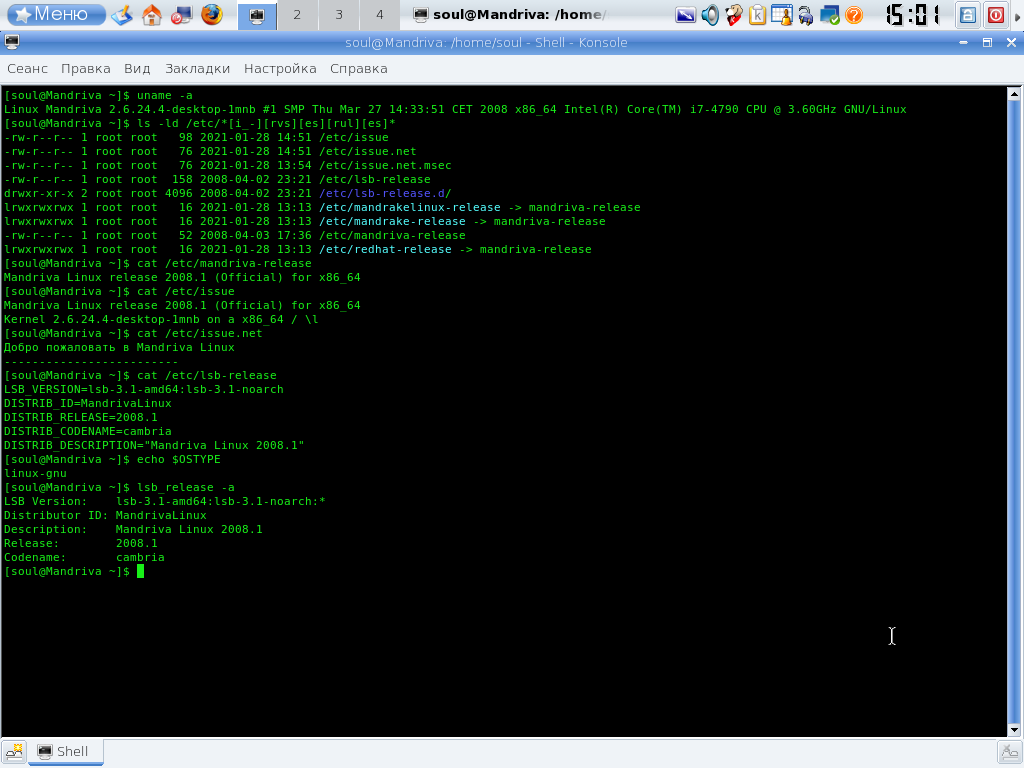 Меню
2
3
4
soul@Mandriva: /home/
15:01
soul@Mandriva: /home/soul - Shell - Konsole
Сеанс Правка Вид Закладки Настройка Справка
[soul@Mandriva ~]$ uname -a
Linux Mandriva 2.6.24.4-desktop-1mnb #1 SMP Thu Mar 27 14:33:51 CET 2008 x86_64 Intel(R) Core(TM) i7-4790 CPU @ 3.60GHz GNU/Linux
[soul@Mandriva ~]$ ls -ld /etc/*[i_-][rvs][es][rul][es]*
-rw-r--r-- 1 root root   98 2021-01-28 14:51 /etc/issue
-rw-r--r-- 1 root root   76 2021-01-28 14:51 /etc/issue.net
-rw-r--r-- 1 root root   76 2021-01-28 13:54 /etc/issue.net.msec
-rw-r--r-- 1 root root  158 2008-04-02 23:21 /etc/lsb-release
drwxr-xr-x 2 root root 4096 2008-04-02 23:21 /etc/lsb-release.d/
lrwxrwxrwx 1 root root   16 2021-01-28 13:13 /etc/mandrakelinux-release -> mandriva-release
lrwxrwxrwx 1 root root   16 2021-01-28 13:13 /etc/mandrake-release -> mandriva-release
-rw-r--r-- 1 root root   52 2008-04-03 17:36 /etc/mandriva-release
lrwxrwxrwx 1 root root   16 2021-01-28 13:13 /etc/redhat-release -> mandriva-release
[soul@Mandriva ~]$ cat /etc/mandriva-release
Mandriva Linux release 2008.1 (Official) for x86_64
[soul@Mandriva ~]$ cat /etc/issue
Mandriva Linux release 2008.1 (Official) for x86_64
Kernel 2.6.24.4-desktop-1mnb on a x86_64 / \l
[soul@Mandriva ~]$ cat /etc/issue.net
Добро пожаловать в Mandriva Linux
-------------------------
[soul@Mandriva ~]$ cat /etc/lsb-release
LSB_VERSION=lsb-3.1-amd64:lsb-3.1-noarch
DISTRIB_ID=MandrivaLinux
DISTRIB_RELEASE=2008.1
DISTRIB_CODENAME=cambria
DISTRIB_DESCRIPTION="Mandriva Linux 2008.1"
[soul@Mandriva ~]$ echo $OSTYPE
linux-gnu
[soul@Mandriva ~]$ lsb_release -a
LSB Version:    lsb-3.1-amd64:lsb-3.1-noarch:*
Distributor ID: MandrivaLinux
Description:    Mandriva Linux 2008.1
Release:        2008.1
Codename:       cambria
[soul@Mandriva ~]$
Shell